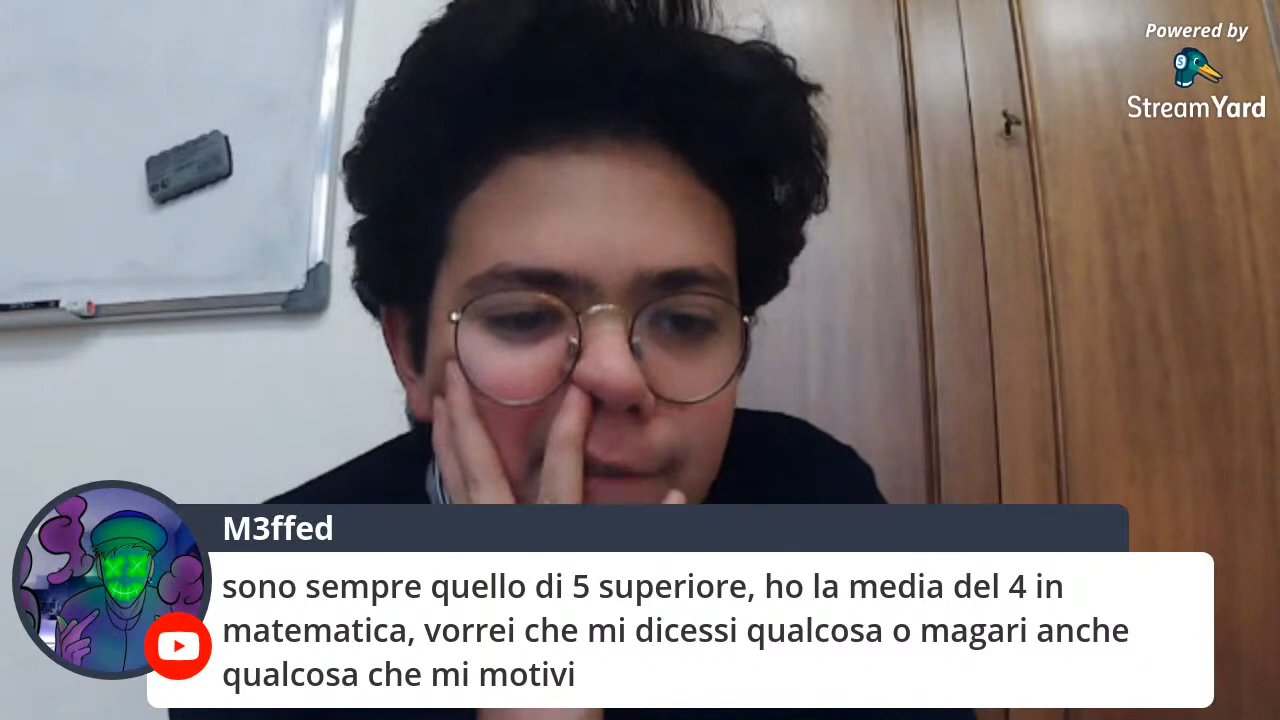 Powered by
StreamYard
M3ffed
sono sempre quello di 5 superiore, ho la media del 4 in
matematica, vorrei che mi dicessi qualcosa o magari anche
qualcosa che mi motivi